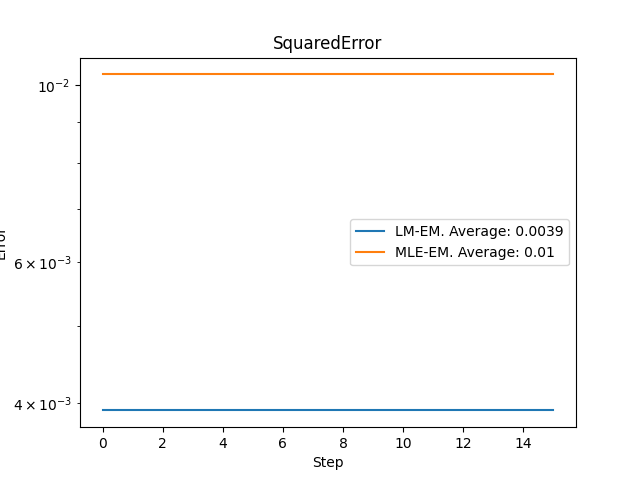 SquaredError
10⁻²
6 × 10⁻³
4 × 10⁻³
Error
LM-EM. Average: 0.0039
MLE-EM. Average: 0.01
0 2 4 6 8 10 12 14
Step